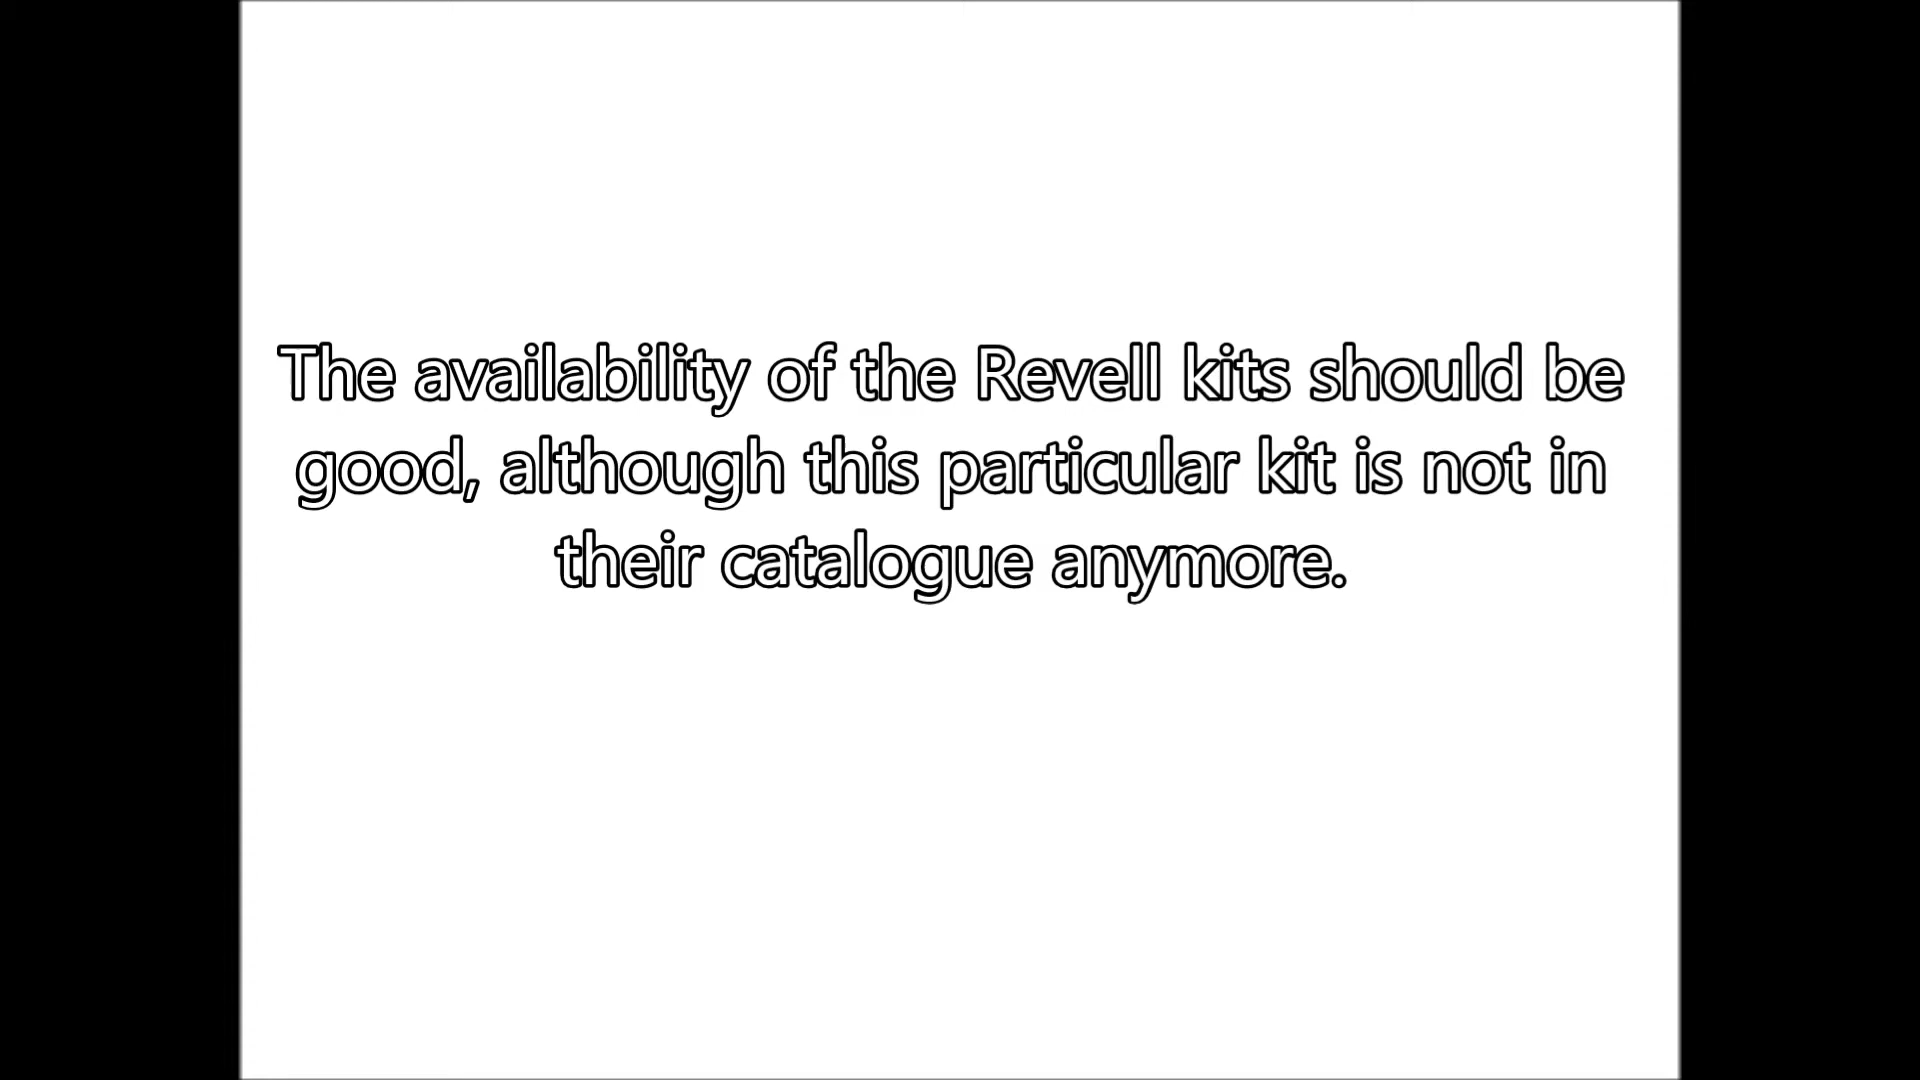 The availability of the Revell kits should be
good, although this particular kit is not in
their catalogue anymore.